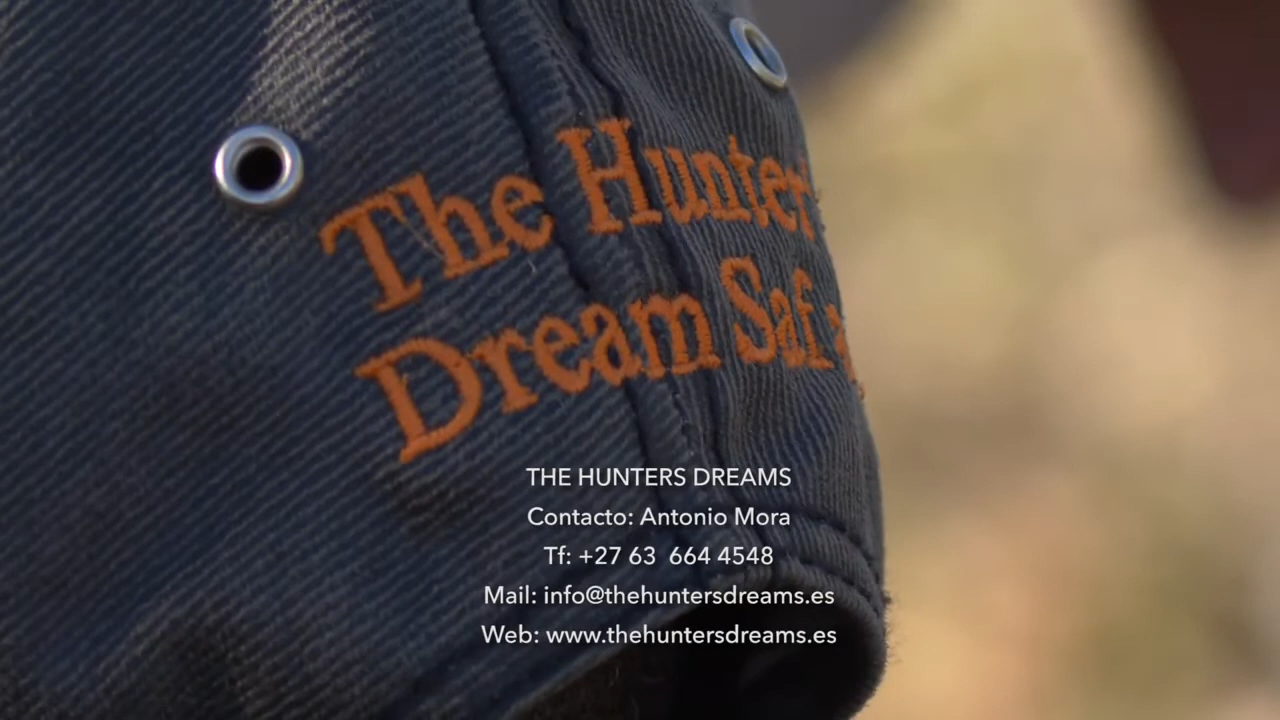 The Hunter
Dream Saf
THE HUNTERS DREAMS
Contacto: Antonio Mora
Tf: +27 63 664 4548
Mail: info@thehuntersdreams.es
Web: www.thehuntersdreams.es